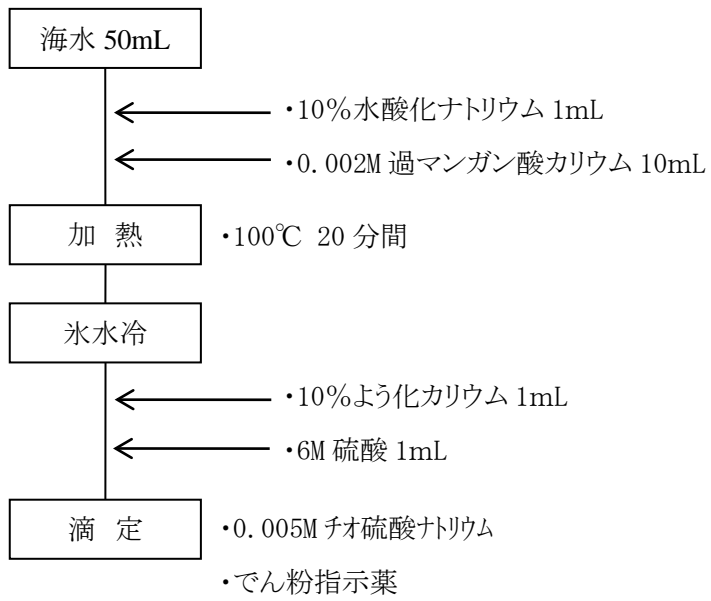 海水 50mL
・10％水酸化ナトリウム 1mL
・0.002M 過マンガン酸カリウム 10mL
加 熱 ・100℃ 20 分間
氷水冷
・10％よう化カリウム 1mL
・6M 硫酸 1mL
滴 定 ・0.005M チオ硫酸ナトリウム
・でん粉指示薬